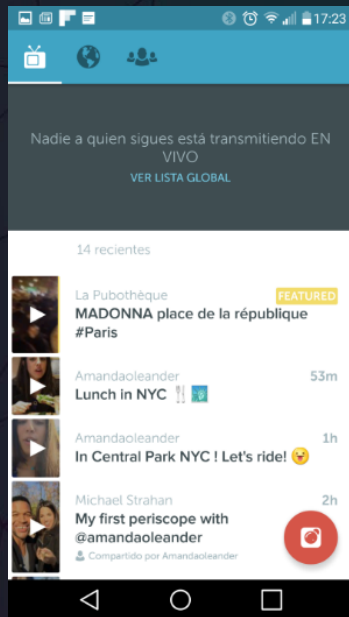 17:23
Nadie a quien sigues está transmitiendo EN
VIVO
VER LISTA GLOBAL
14 recientes
La Pubothèque FEATURED
MADONNA place de la république
#Paris
Amandaoleander 53m
Lunch in NYC 🍴🗽
Amandaoleander 1h
In Central Park NYC ! Let's ride! 😜
Michael Strahan 2h
My first periscope with
@amandaoleander
Compartido por Amandaoleander